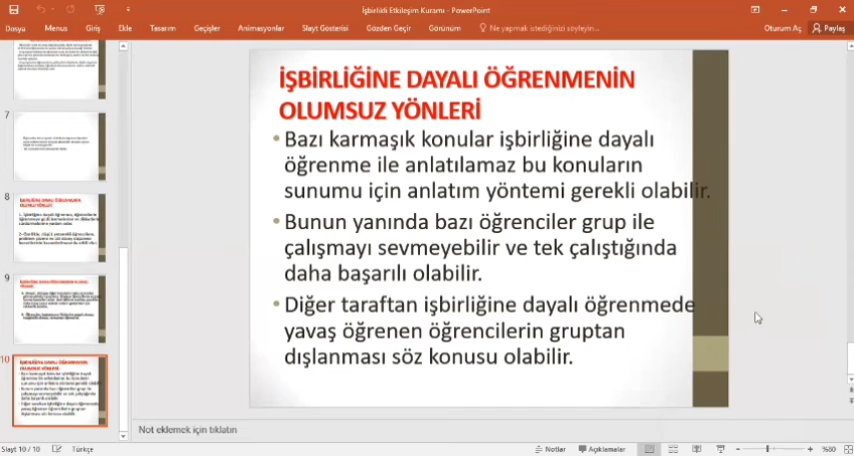 İşbirlikli Etkileşim Kuramı - PowerPoint
Dosya Menus Giriş Ekle Tasarım Geçişler Animasyonlar Slayt Gösterisi Gözden Geçir Görünüm Ne yapmak istediğinizi söyleyin... Oturum Aç Paylaş
7
8
9
10
İŞBİRLİĞİNE DAYALI ÖĞRENMENİN
OLUMSUZ YÖNLERİ
• Bazı karmaşık konular işbirliğine dayalı
öğrenme ile anlatılamaz bu konuların
sunumu için anlatım yöntemi gerekli olabilir.
• Bunun yanında bazı öğrenciler grup ile
çalışmayı sevmeyebilir ve tek çalıştığında
daha başarılı olabilir.
• Diğer taraftan işbirliğine dayalı öğrenmede
yavaş öğrenen öğrencilerin gruptan
dışlanması söz konusu olabilir.
Not eklemek için tıklatın
Slayt 10 / 10 Türkçe Notlar Açıklamalar %80